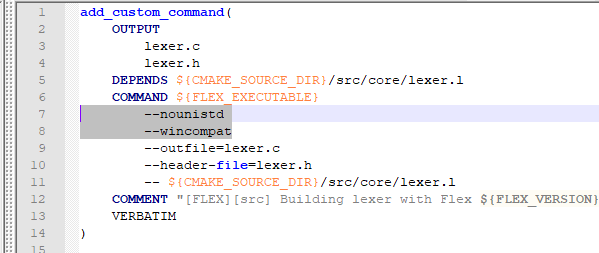 1 add_custom_command(
2 OUTPUT
3 lexer.c
4 lexer.h
5 DEPENDS ${CMAKE_SOURCE_DIR}/src/core/lexer.l
6 COMMAND ${FLEX_EXECUTABLE}
7 --nounistd
8 --wincompat
9 --outfile=lexer.c
10 --header-file=lexer.h
11 -- ${CMAKE_SOURCE_DIR}/src/core/lexer.l
12 COMMENT "[FLEX][src] Building lexer with Flex ${FLEX_VERSION}
13 VERBATIM
14 )
15